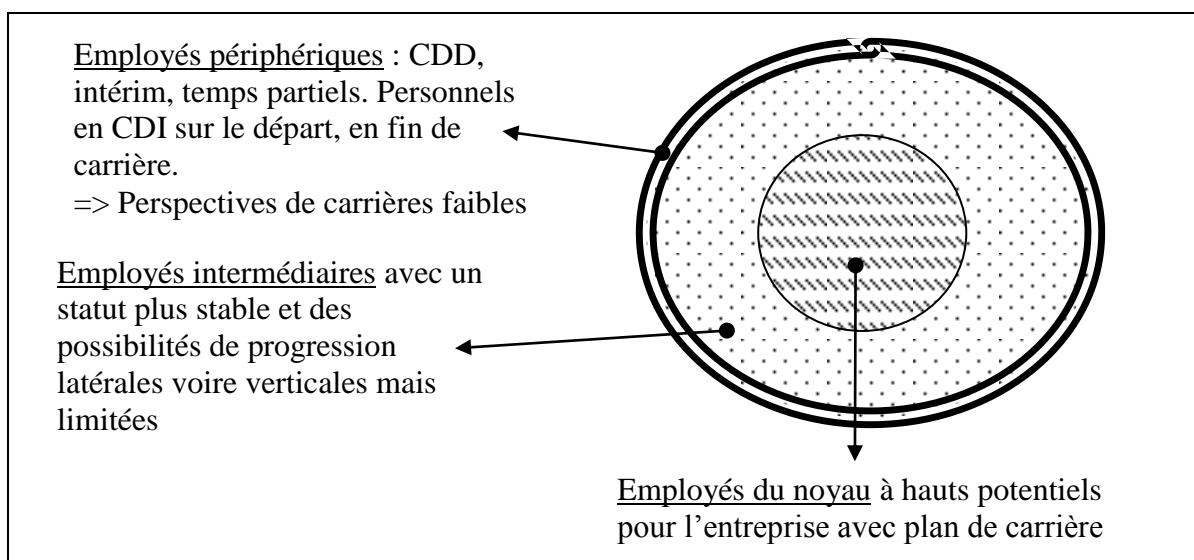 Employés périphériques : CDD,
intérim, temps partiels. Personnels
en CDI sur le départ, en fin de
carrière.
=> Perspectives de carrières faibles
Employés intermédiaires avec un
statut plus stable et des
possibilités de progression
latérales voire verticales mais
limitées
Employés du noyau à hauts potentiels
pour l’entreprise avec plan de carrière